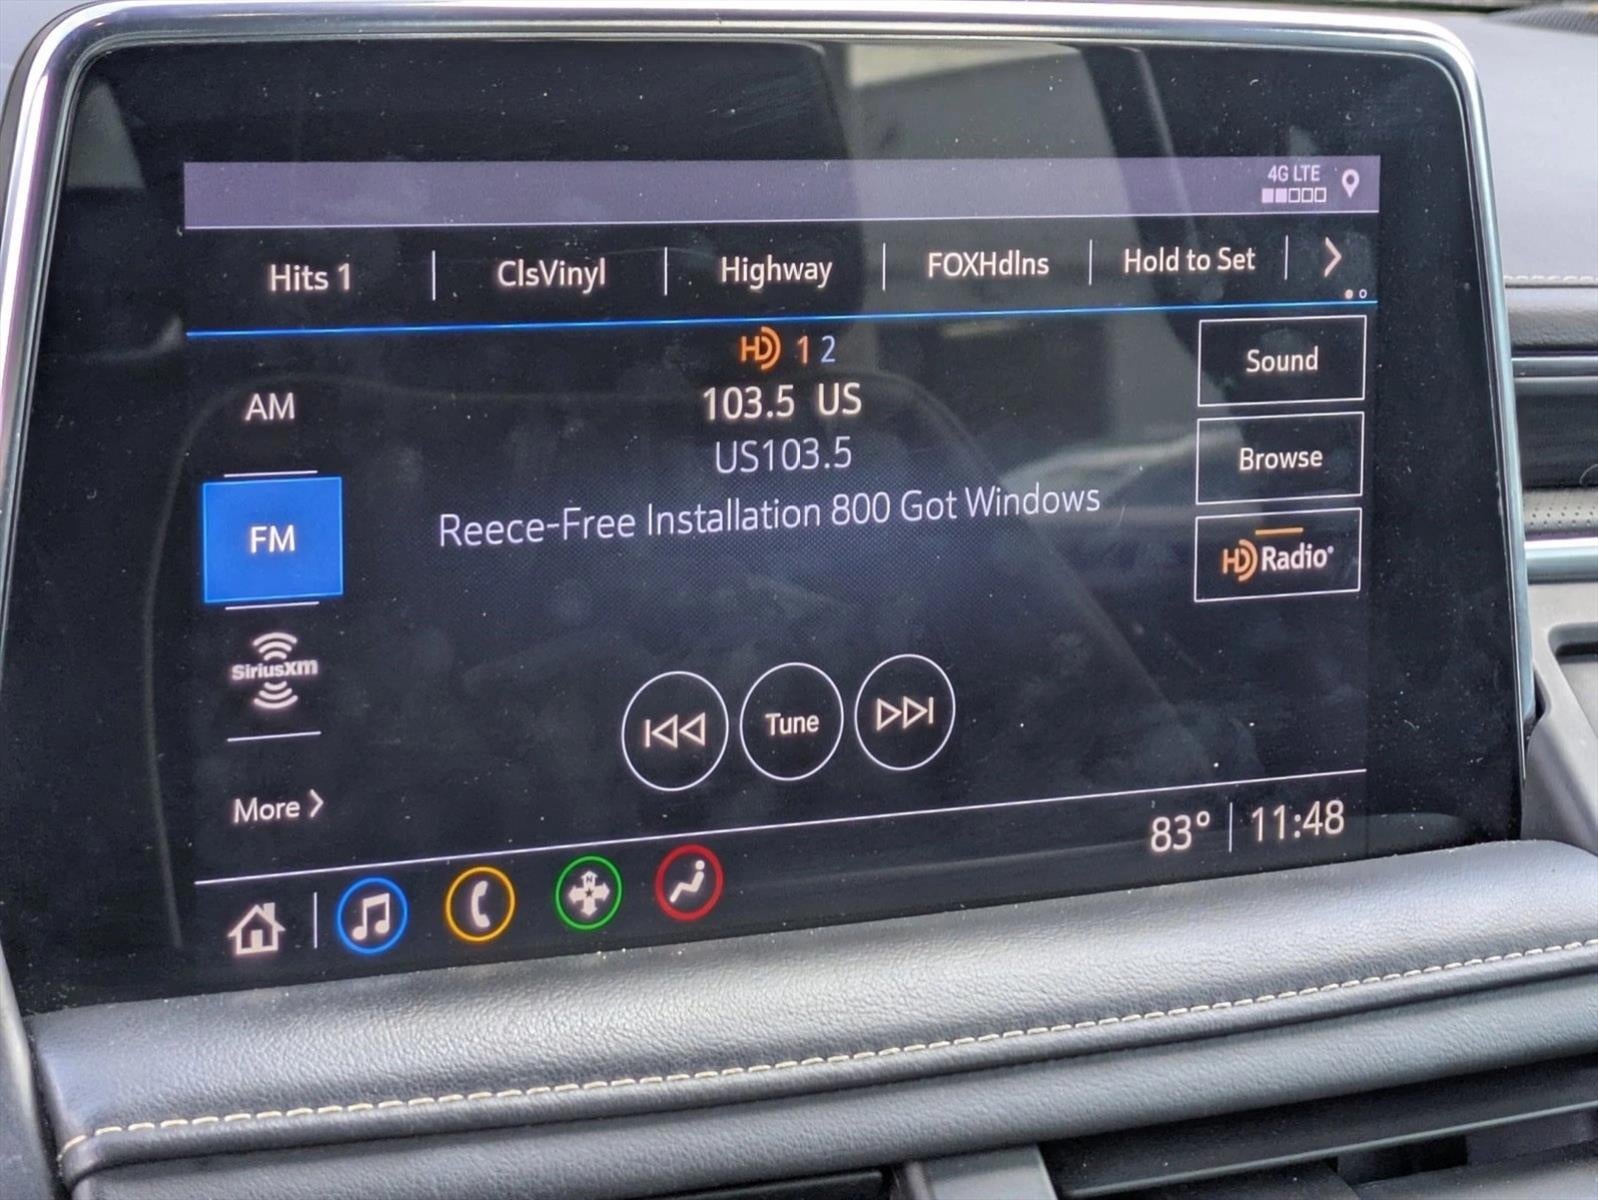 4G LTE
Hits 1
ClsVinyl
Highway
FOXHdlns
Hold to Set
HD 1 2
103.5 US
US103.5
Reece-Free Installation 800 Got Windows
AM
FM
SiriusXM
More
Sound
Browse
HD Radio®
Tune
83° 11:48
N